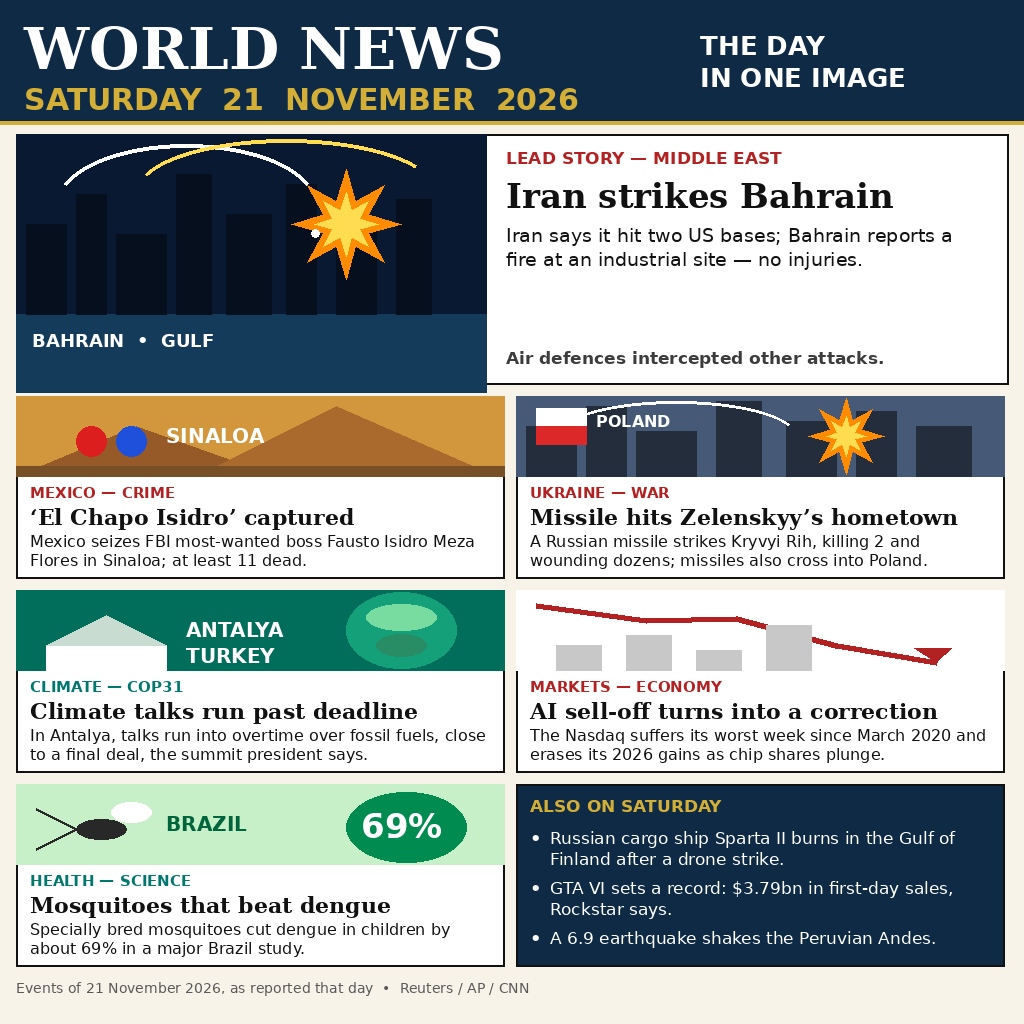 WORLD NEWS
SATURDAY 21 NOVEMBER 2026
THE DAY
IN ONE IMAGE
BAHRAIN • GULF
LEAD STORY — MIDDLE EAST
Iran strikes Bahrain
Iran says it hit two US bases; Bahrain reports a
fire at an industrial site — no injuries.
Air defences intercepted other attacks.
SINALOA
MEXICO — CRIME
‘El Chapo Isidro’ captured
Mexico seizes FBI most-wanted boss Fausto Isidro Meza
Flores in Sinaloa; at least 11 dead.
POLAND
UKRAINE — WAR
Missile hits Zelenskyy’s hometown
A Russian missile strikes Kryvyi Rih, killing 2 and
wounding dozens; missiles also cross into Poland.
ANTALYA
TURKEY
CLIMATE — COP31
Climate talks run past deadline
In Antalya, talks run into overtime over fossil fuels, close
to a final deal, the summit president says.
MARKETS — ECONOMY
AI sell-off turns into a correction
The Nasdaq suffers its worst week since March 2020 and
erases its 2026 gains as chip shares plunge.
BRAZIL
69%
HEALTH — SCIENCE
Mosquitoes that beat dengue
Specially bred mosquitoes cut dengue in children by
about 69% in a major Brazil study.
ALSO ON SATURDAY
• Russian cargo ship Sparta II burns in the Gulf of
Finland after a drone strike.
• GTA VI sets a record: $3.79bn in first-day sales,
Rockstar says.
• A 6.9 earthquake shakes the Peruvian Andes.
Events of 21 November 2026, as reported that day • Reuters / AP / CNN